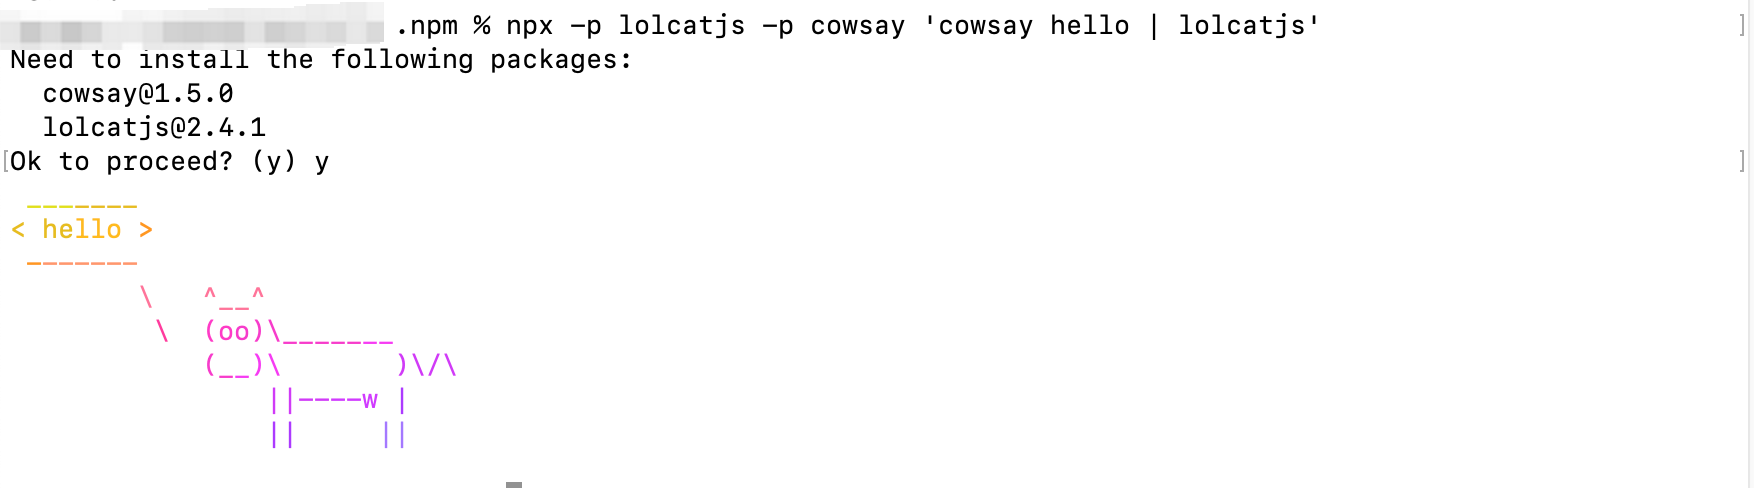 .npm % npx -p lolcatjs -p cowsay 'cowsay hello | lolcatjs'
Need to install the following packages:
  cowsay@1.5.0
  lolcatjs@2.4.1
Ok to proceed? (y) y
 _______
< hello >
 -------
        \   ^__^
         \  (oo)\_______
            (__)\       )\/\
                ||----w |
                ||     ||